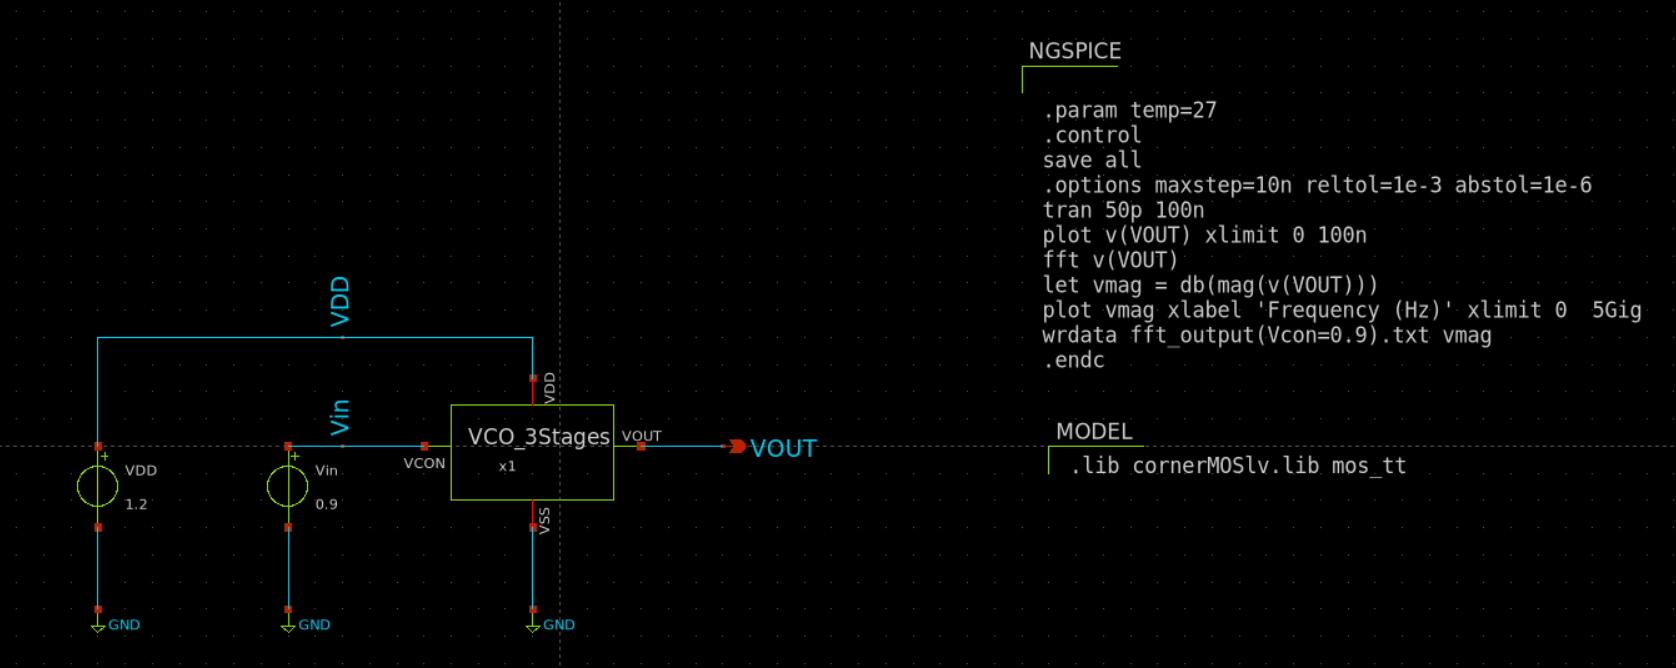 NGSPICE
.param temp=27
.control
save all
.options maxstep=10n reltol=1e-3 abstol=1e-6
tran 50p 100n
plot v(VOUT) xlimit 0 100n
fft v(VOUT)
let vmag = db(mag(v(VOUT)))
plot vmag xlabel 'Frequency (Hz)' xlimit 0  5Gig
wrdata fft_output(Vcon=0.9).txt vmag
.endc
MODEL
.lib cornerMOSlv.lib mos_tt
VDD
VDD
Vin
VCO_3Stages
x1
VCON
VOUT
VOUT
VSS
+
VDD
1.2
+
Vin
0.9
GND
GND
GND